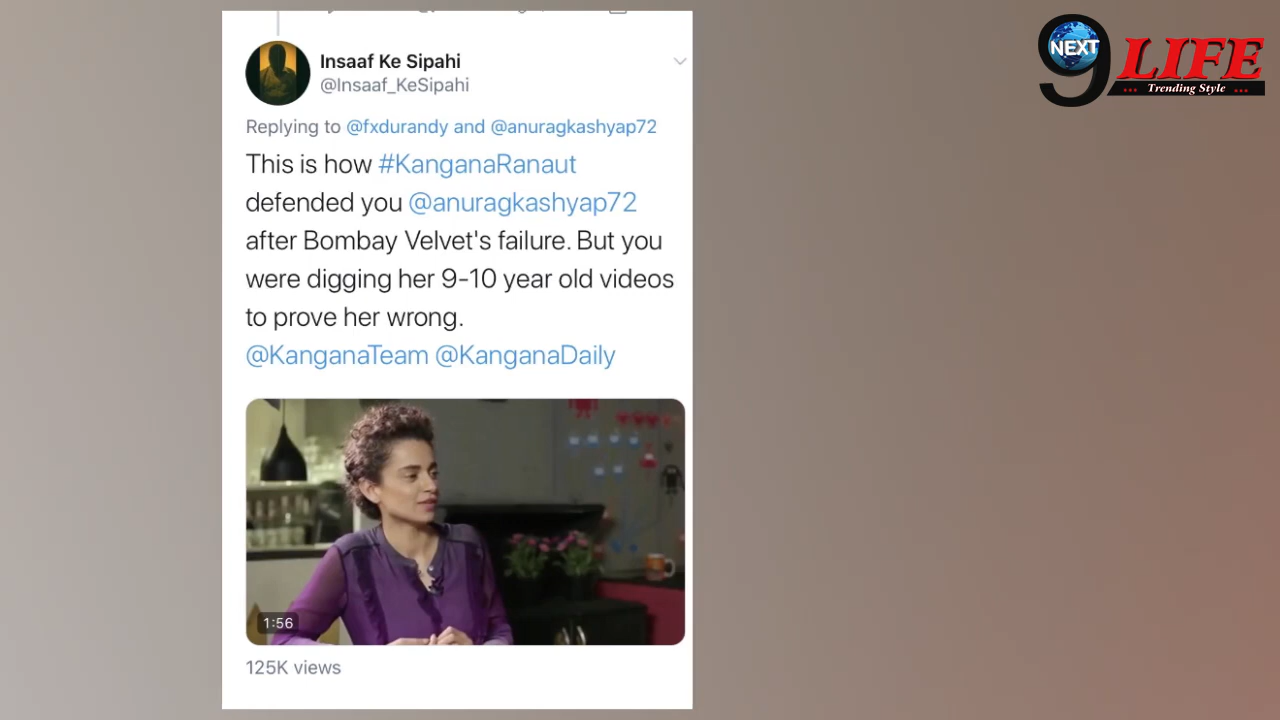 Insaaf Ke Sipahi
@Insaaf_KeSipahi
Replying to @fxdurandy and @anuragkashyap72
This is how #KanganaRanaut
defended you @anuragkashyap72
after Bombay Velvet's failure. But you
were digging her 9-10 year old videos
to prove her wrong.
@KanganaTeam @KanganaDaily
1:56
125K views
9 NEXT LIFE
... Trending Style ...